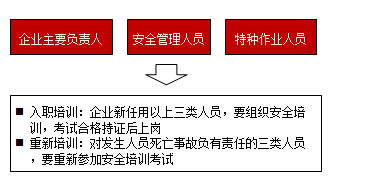 企业主要负责人
安全管理人员
特种作业人员
■ 入职培训：企业新任用以上三类人员，要组织安全培
训，考试合格持证后上岗
■ 重新培训：对发生人员死亡事故负有责任的三类人员
，要重新参加安全培训考试